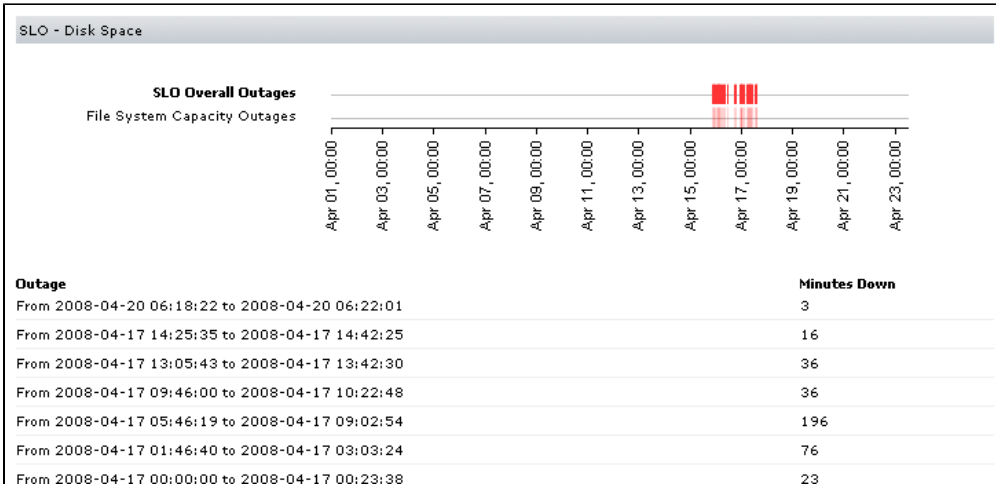 SLO - Disk Space
SLO Overall Outages
File System Capacity Outages
Apr 01, 00:00
Apr 03, 00:00
Apr 05, 00:00
Apr 07, 00:00
Apr 09, 00:00
Apr 11, 00:00
Apr 13, 00:00
Apr 15, 00:00
Apr 17, 00:00
Apr 19, 00:00
Apr 21, 00:00
Apr 23, 00:00
Outage Minutes Down
From 2008-04-20 06:18:22 to 2008-04-20 06:22:01 3
From 2008-04-17 14:25:35 to 2008-04-17 14:42:25 16
From 2008-04-17 13:05:43 to 2008-04-17 13:42:30 36
From 2008-04-17 09:46:00 to 2008-04-17 10:22:48 36
From 2008-04-17 05:46:19 to 2008-04-17 09:02:54 196
From 2008-04-17 01:46:40 to 2008-04-17 03:03:24 76
From 2008-04-17 00:00:00 to 2008-04-17 00:23:38 23